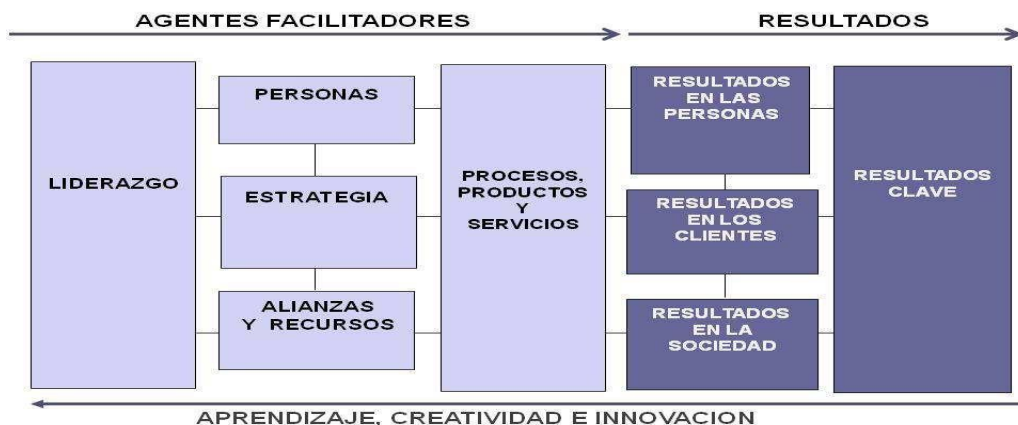 AGENTES FACILITADORES
RESULTADOS
LIDERAZGO
PERSONAS
ESTRATEGIA
ALIANZAS
Y RECURSOS
PROCESOS,
PRODUCTOS
Y
SERVICIOS
RESULTADOS
EN LAS
PERSONAS
RESULTADOS
EN LOS
CLIENTES
RESULTADOS
EN LA
SOCIEDAD
RESULTADOS
CLAVE
APRENDIZAJE, CREATIVIDAD E INNOVACION